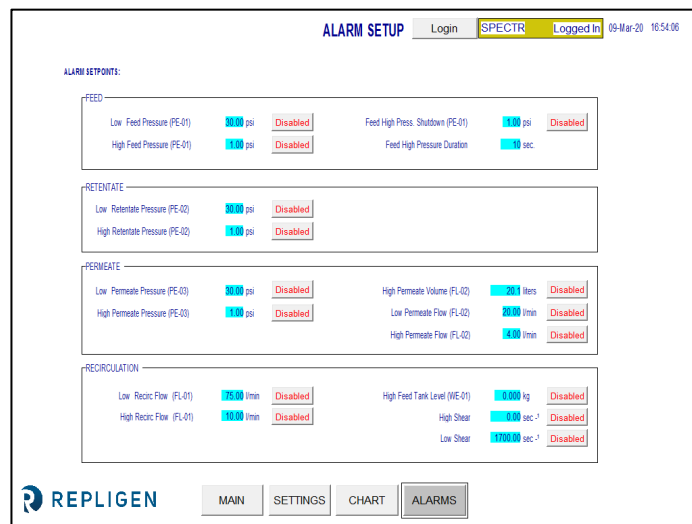 ALARM SETUP Login SPECTR Logged In 09-Mar-20 16:54:06
ALARM SETPOINTS:
FEED
Low Feed Pressure (PE-01) 30.00 psi Disabled Feed High Press. Shutdown (PE-01) 1.00 psi Disabled
High Feed Pressure (PE-01) 1.00 psi Disabled Feed High Pressure Duration 10 sec.
RETENTATE
Low Retentate Pressure (PE-02) 30.00 psi Disabled
High Retentate Pressure (PE-02) 1.00 psi Disabled
PERMEATE
Low Permeate Pressure (PE-03) 30.00 psi Disabled High Permeate Volume (FL-02) 20.1 liters Disabled
High Permeate Pressure (PE-03) 1.00 psi Disabled Low Permeate Flow (FL-02) 20.00 l/min Disabled
High Permeate Flow (FL-02) 4.00 l/min Disabled
RECIRCULATION
Low Recirc Flow (FL-01) 75.00 l/min Disabled High Feed Tank Level (WE-01) 0.000 kg Disabled
High Recirc Flow (FL-01) 10.00 l/min Disabled High Shear 0.00 sec -¹ Disabled
Low Shear 1700.00 sec -¹ Disabled
REPLIGEN MAIN SETTINGS CHART ALARMS